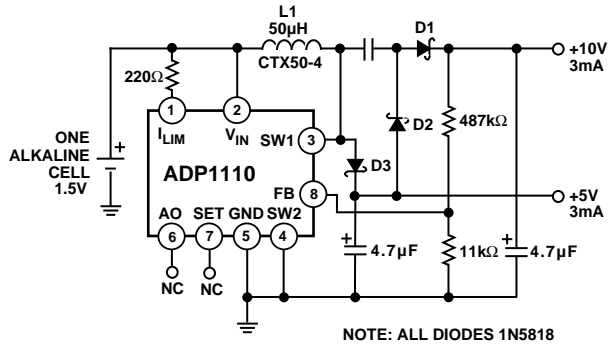 L1
50µH
CTX50-4
D1
+10V
3mA
220Ω
487kΩ
D2
1
2
I LIM
V IN
SW1
3
ONE
ALKALINE
CELL
1.5V
+
ADP1110
D3
FB
8
+5V
3mA
AO
SET
GND
SW2
6
7
5
4
+
4.7µF
11kΩ
+
4.7µF
NC
NC
NOTE: ALL DIODES 1N5818